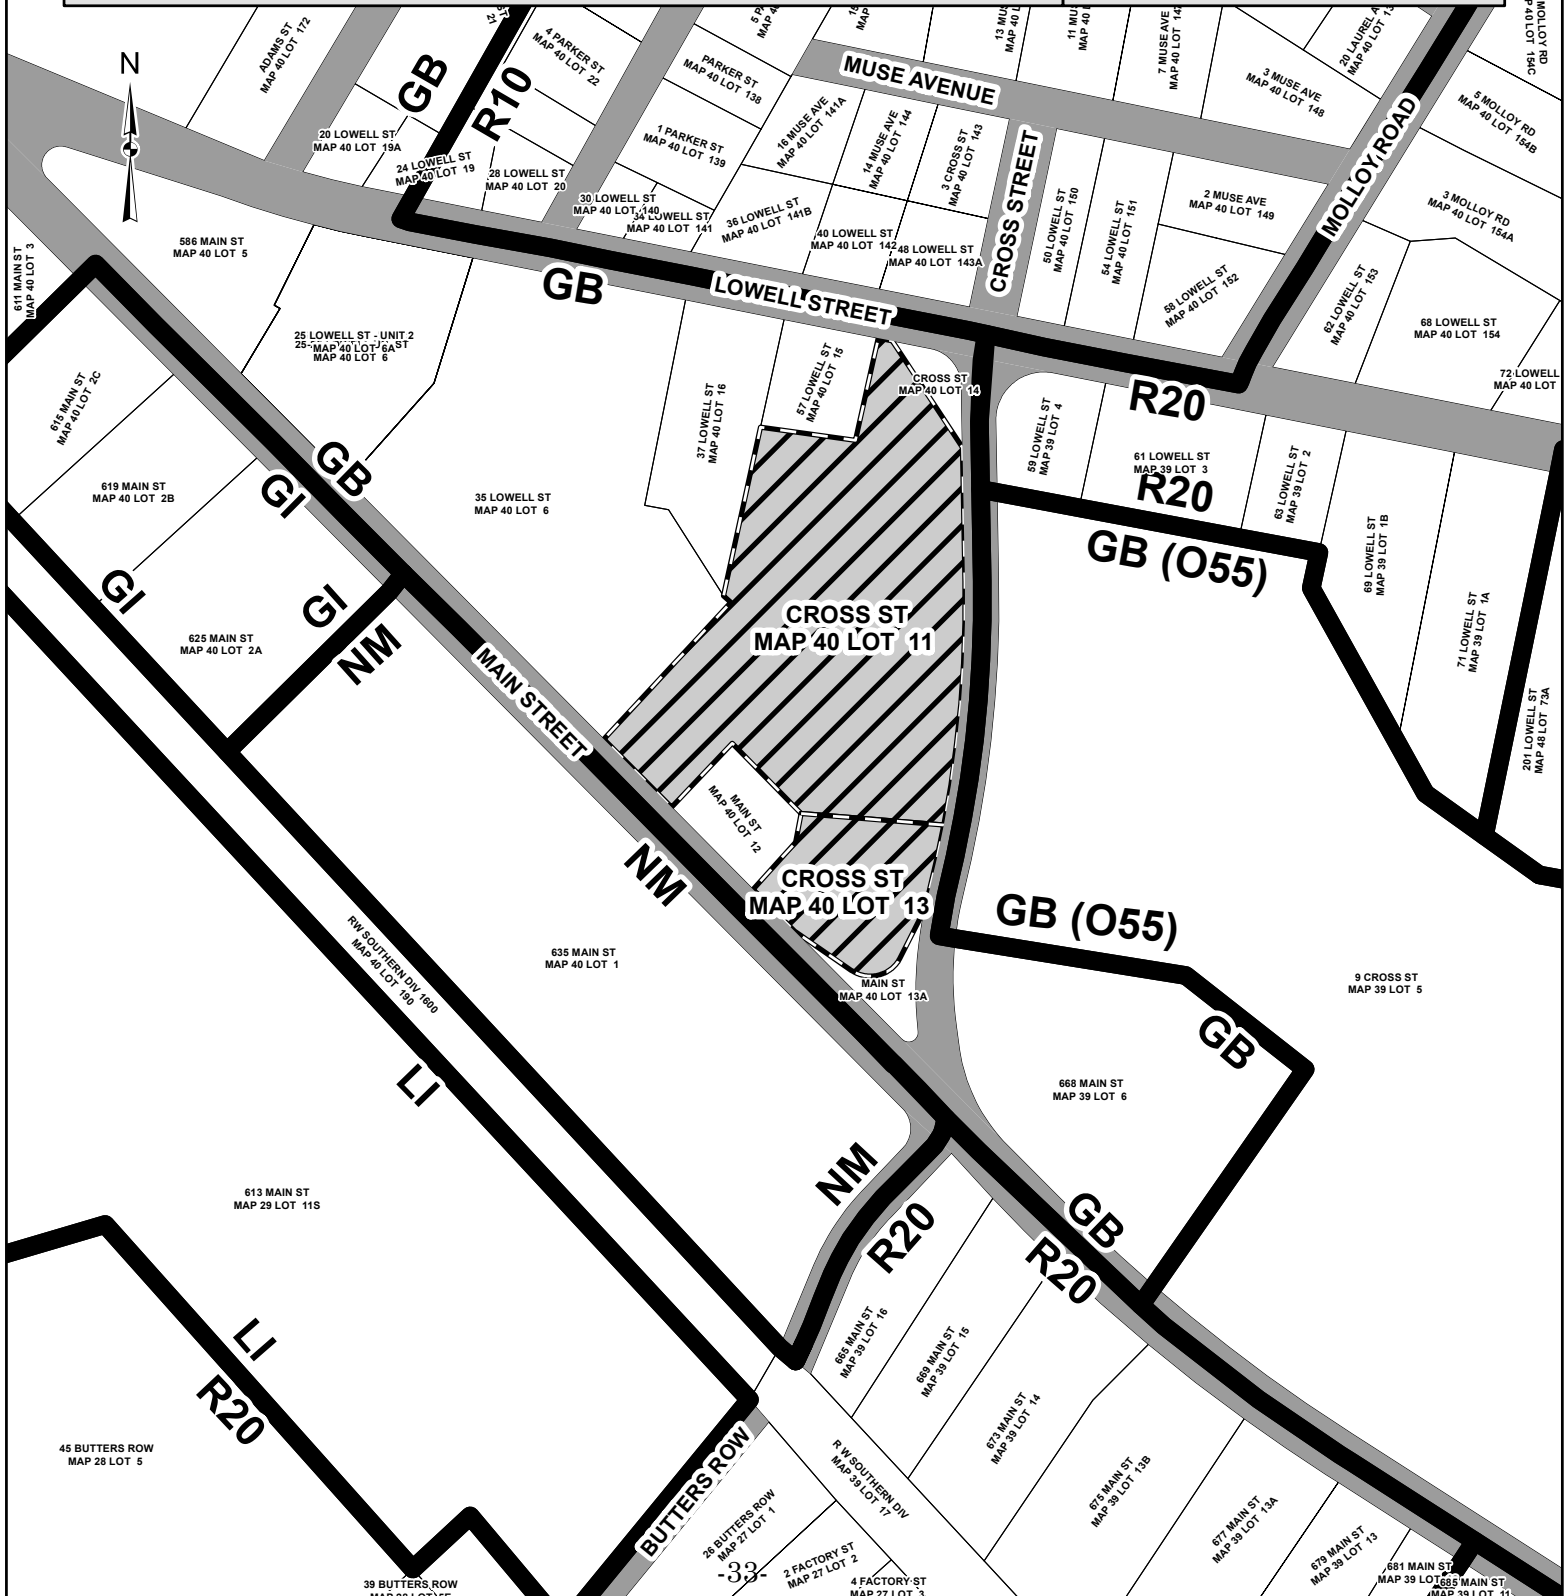 ADAMS ST
MAP 40 LOT 172
21
4 PARKER ST
MAP 40 LOT 22
PARKER ST
MAP 40 LOT 138
1 PARKER ST
MAP 40 LOT 139
MUSE AVENUE
16 MUSE AVE
MAP 40 LOT 141A
14 MUSE AVE
MAP 40 LOT 144
3 CROSS ST
MAP 40 LOT 143
7 MUSE AVE
3 MUSE AVE
MAP 40 LOT 148
5 MOLLOY RD
MAP 40 LOT 154B
MOLLOY RD
40 LOT 154C
3 MOLLOY RD
MAP 40 LOT 154A
MOLLOY ROAD
2 MUSE AVE
MAP 40 LOT 149
CROSS STREET
50 LOWELL ST
MAP 40 LOT 150
54 LOWELL ST
MAP 40 LOT 151
58 LOWELL ST
MAP 40 LOT 152
62 LOWELL ST
MAP 40 LOT 153
68 LOWELL ST
MAP 40 LOT 154
72 LOWELL
MAP 40 LOT
N
GB
R10
20 LOWELL ST
MAP 40 LOT 19A
24 LOWELL ST
MAP 40 LOT 19
28 LOWELL ST
MAP 40 LOT 20
30 LOWELL ST
MAP 40 LOT 140
34 LOWELL ST
MAP 40 LOT 141
36 LOWELL ST
MAP 40 LOT 141B
40 LOWELL ST
MAP 40 LOT 142
48 LOWELL ST
MAP 40 LOT 143A
586 MAIN ST
MAP 40 LOT 5
611 MAIN ST
MAP 40 LOT 3
GB
LOWELL STREET
25 LOWELL ST - UNIT 2
MAP 40 LOT 6A
MAP 40 LOT 6
615 MAIN ST
MAP 40 LOT 2C
619 MAIN ST
MAP 40 LOT 2B
GB
GI
37 LOWELL ST
MAP 40 LOT 16
57 LOWELL ST
MAP 40 LOT 15
CROSS ST
MAP 40 LOT 14
R20
59 LOWELL ST
MAP 39 LOT 4
61 LOWELL ST
MAP 39 LOT 3
R20
63 LOWELL ST
MAP 39 LOT 2
69 LOWELL ST
MAP 39 LOT 1B
71 LOWELL ST
MAP 39 LOT 1A
201 LOWELL ST
MAP 48 LOT 73A
35 LOWELL ST
MAP 40 LOT 6
GB (O55)
GI
GI
NM
625 MAIN ST
MAP 40 LOT 2A
CROSS ST
MAP 40 LOT 11
MAIN STREET
MAIN ST
MAP 40 LOT 12
NM
CROSS ST
MAP 40 LOT 13
GB (O55)
RW SOUTHERN DIV 1600
MAP 40 LOT 190
635 MAIN ST
MAP 40 LOT 1
MAIN ST
MAP 40 LOT 13A
9 CROSS ST
MAP 39 LOT 5
GB
LI
668 MAIN ST
MAP 39 LOT 6
613 MAIN ST
MAP 29 LOT 11S
NM
R20
GB
R20
LI
R20
665 MAIN ST
MAP 39 LOT 16
669 MAIN ST
MAP 39 LOT 15
673 MAIN ST
MAP 39 LOT 14
45 BUTTERS ROW
MAP 28 LOT 5
BUTTERS ROW
R W SOUTHERN DIV
MAP 39 LOT 17
675 MAIN ST
MAP 39 LOT 13B
677 MAIN ST
MAP 39 LOT 13A
679 MAIN ST
MAP 39 LOT 13
26 BUTTERS ROW
MAP 27 LOT 1
-33-
2 FACTORY ST
MAP 27 LOT 2
4 FACTORY ST
MAP 27 LOT 3
39 BUTTERS ROW
681 MAIN ST
685 MAIN ST
MAP 39 LOT 11